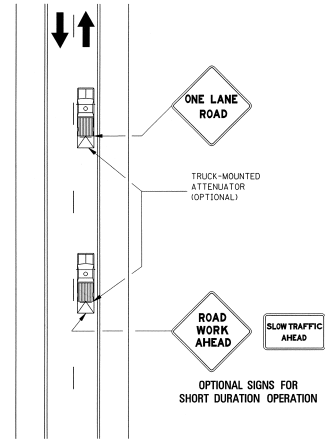 ONE LANE
ROAD
TRUCK-MOUNTED
ATTENUATOR
(OPTIONAL)
ROAD
WORK
AHEAD
SLOW TRAFFIC
AHEAD
OPTIONAL SIGNS FOR
SHORT DURATION OPERATION